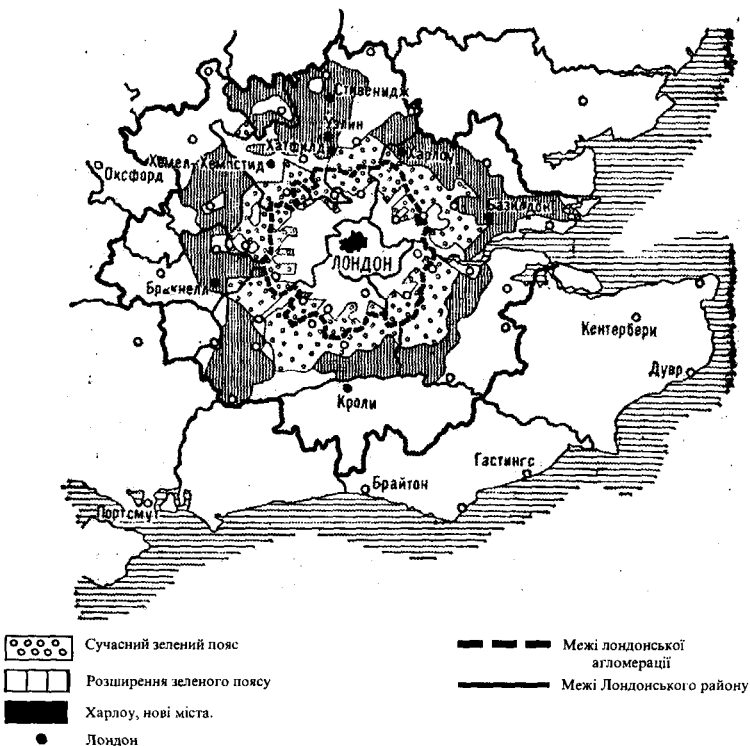 Стивенидж
Уэлин
Хатфилд
Харлоу
Хемел-Хемпстид
Оксфорд
Базилдон
ЛОНДОН
Брэкнелл
Кентербери
Дувр
Кроли
Гастингс
Брайтон
Портсмут
Сучасний зелений пояс
Розширення зеленого поясу
Харлоу, нові міста.
Лондон
Межі лондонської
агломерації
Межі Лондонського району